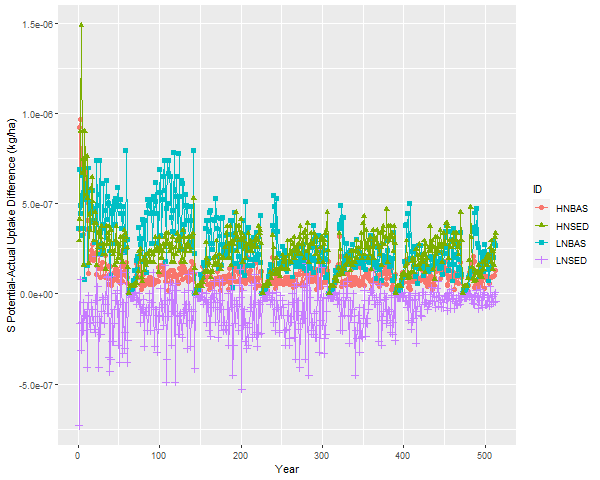 S Potential-Actual Uptake Difference (kg/ha)
1.5e-06
1.0e-06
5.0e-07
0.0e+00
-5.0e-07
0 100 200 300 400 500
Year
ID
HNBAS
HNSED
LNBAS
LNSED